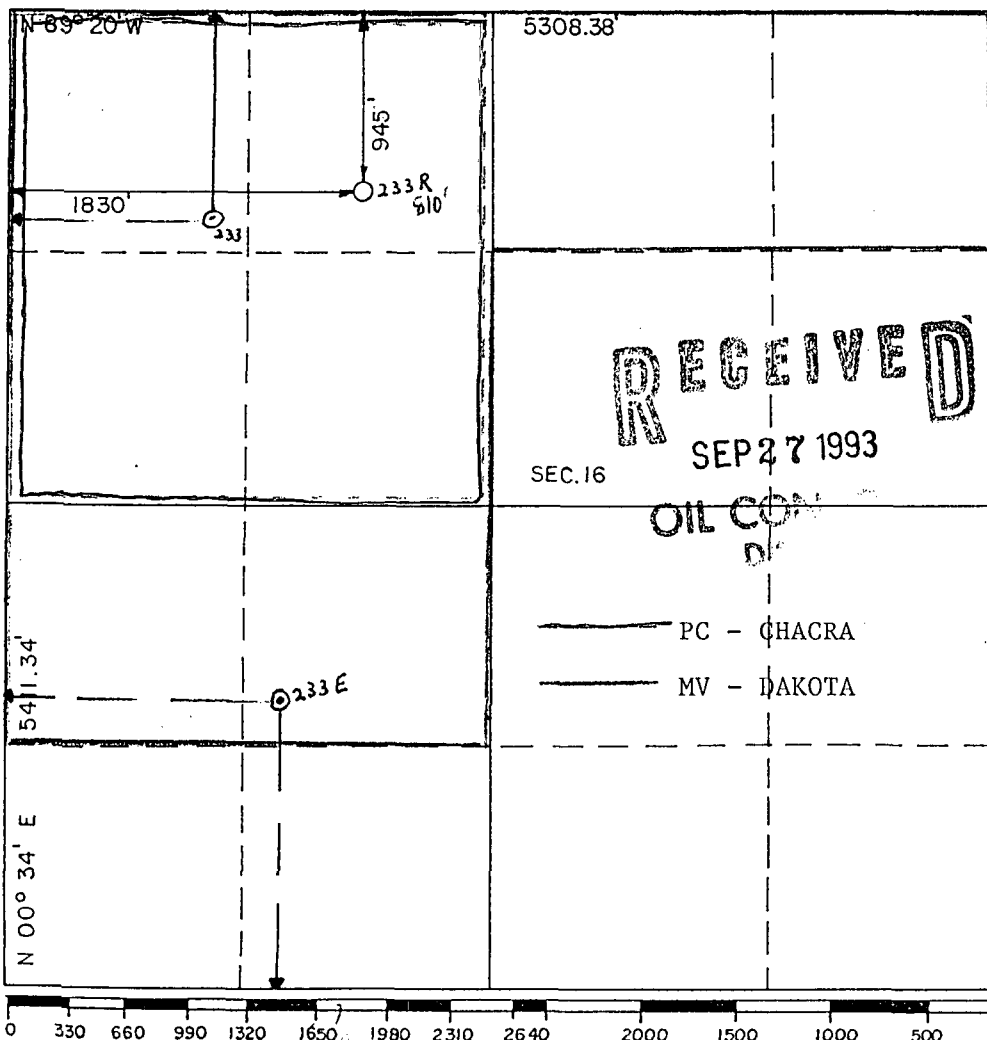 N 89° 20' W
5308.38'
945'
233 R
810'
1830'
233
RECEIVED
SEP 27 1993
SEC. 16
OIL CON
PC - CHACRA
MV - DAKOTA
233 E
N 00° 34' E
0 330 660 990 1320 1650 1980 2310 2640 2000 1500 1000 500